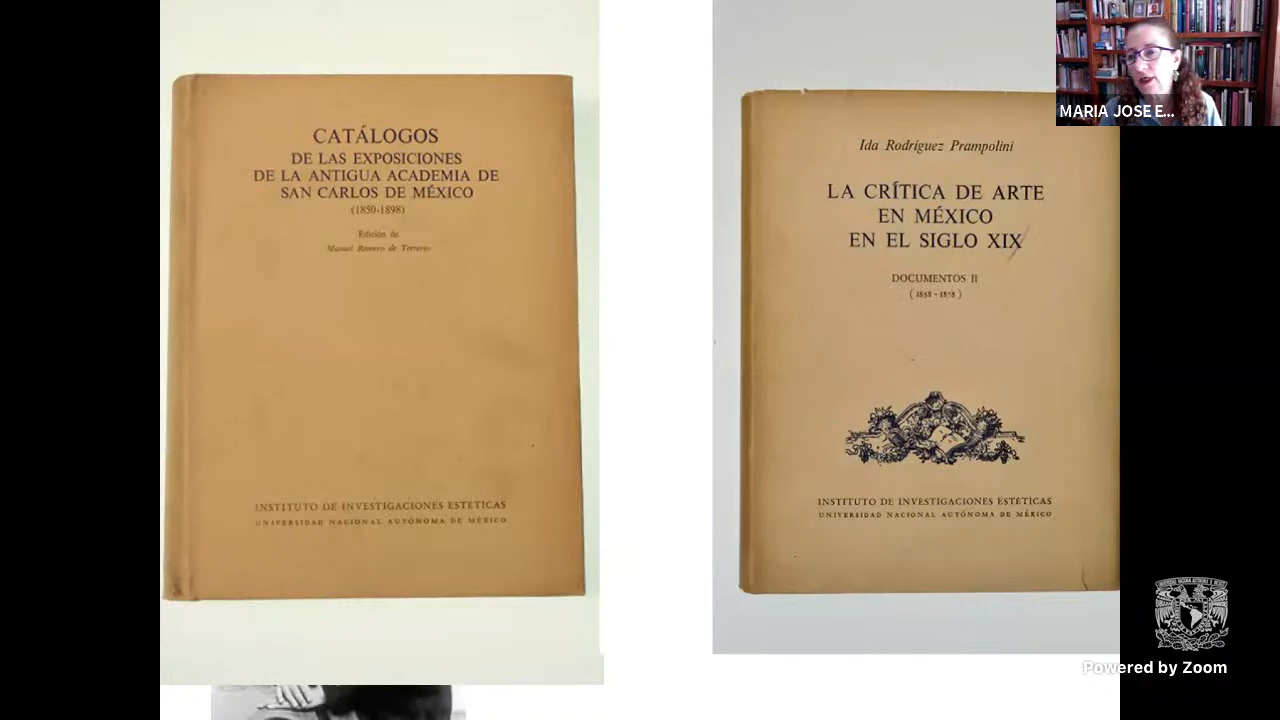 CATÁLOGOS
DE LAS EXPOSICIONES
DE LA ANTIGUA ACADEMIA DE
SAN CARLOS DE MÉXICO
(1850-1898)
Edición de
Manuel Romero de Terreros
INSTITUTO DE INVESTIGACIONES ESTÉTICAS
UNIVERSIDAD NACIONAL AUTÓNOMA DE MÉXICO
Ida Rodríguez Prampolini
LA CRÍTICA DE ARTE
EN MÉXICO
EN EL SIGLO XIX
DOCUMENTOS II
(1858-1878)
INSTITUTO DE INVESTIGACIONES ESTÉTICAS
UNIVERSIDAD NACIONAL AUTÓNOMA DE MÉXICO
MARIA JOSE E...
Powered by Zoom